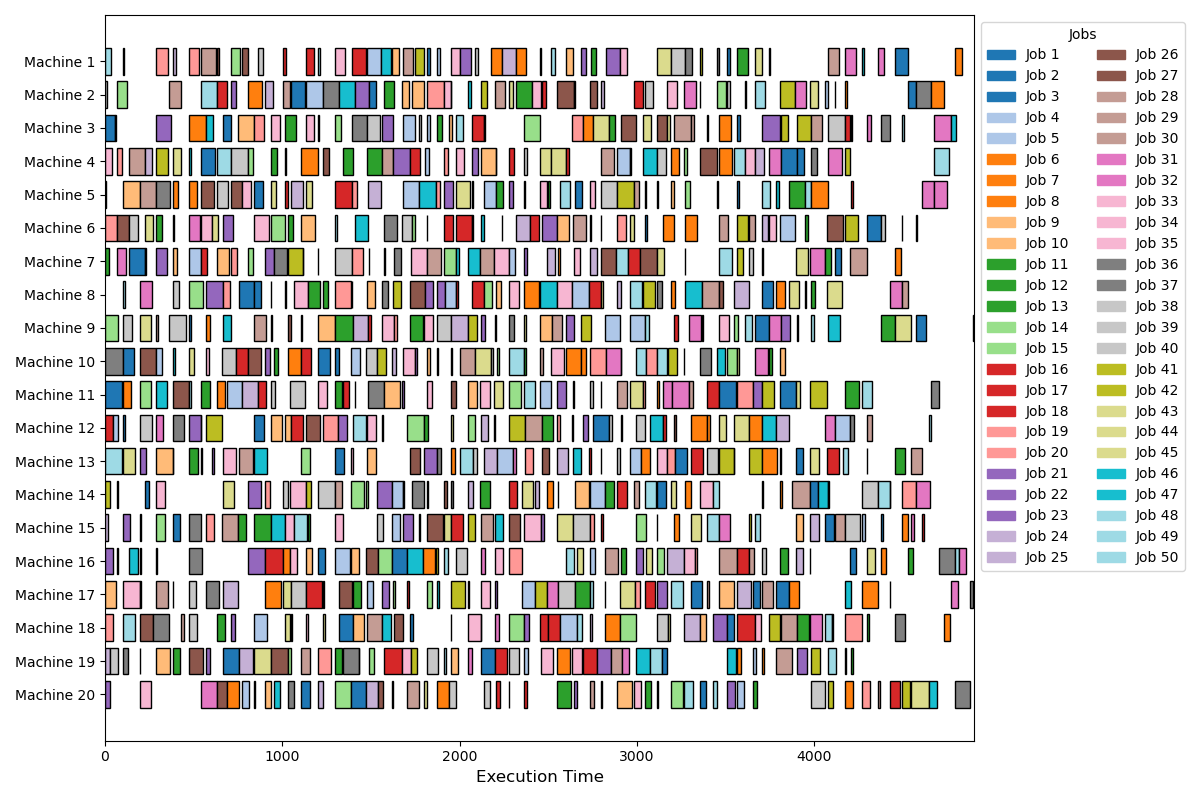 Machine 1
Machine 2
Machine 3
Machine 4
Machine 5
Machine 6
Machine 7
Machine 8
Machine 9
Machine 10
Machine 11
Machine 12
Machine 13
Machine 14
Machine 15
Machine 16
Machine 17
Machine 18
Machine 19
Machine 20
0 1000 2000 3000 4000
Execution Time
Jobs
Job 1 Job 26
Job 2 Job 27
Job 3 Job 28
Job 4 Job 29
Job 5 Job 30
Job 6 Job 31
Job 7 Job 32
Job 8 Job 33
Job 9 Job 34
Job 10 Job 35
Job 11 Job 36
Job 12 Job 37
Job 13 Job 38
Job 14 Job 39
Job 15 Job 40
Job 16 Job 41
Job 17 Job 42
Job 18 Job 43
Job 19 Job 44
Job 20 Job 45
Job 21 Job 46
Job 22 Job 47
Job 23 Job 48
Job 24 Job 49
Job 25 Job 50